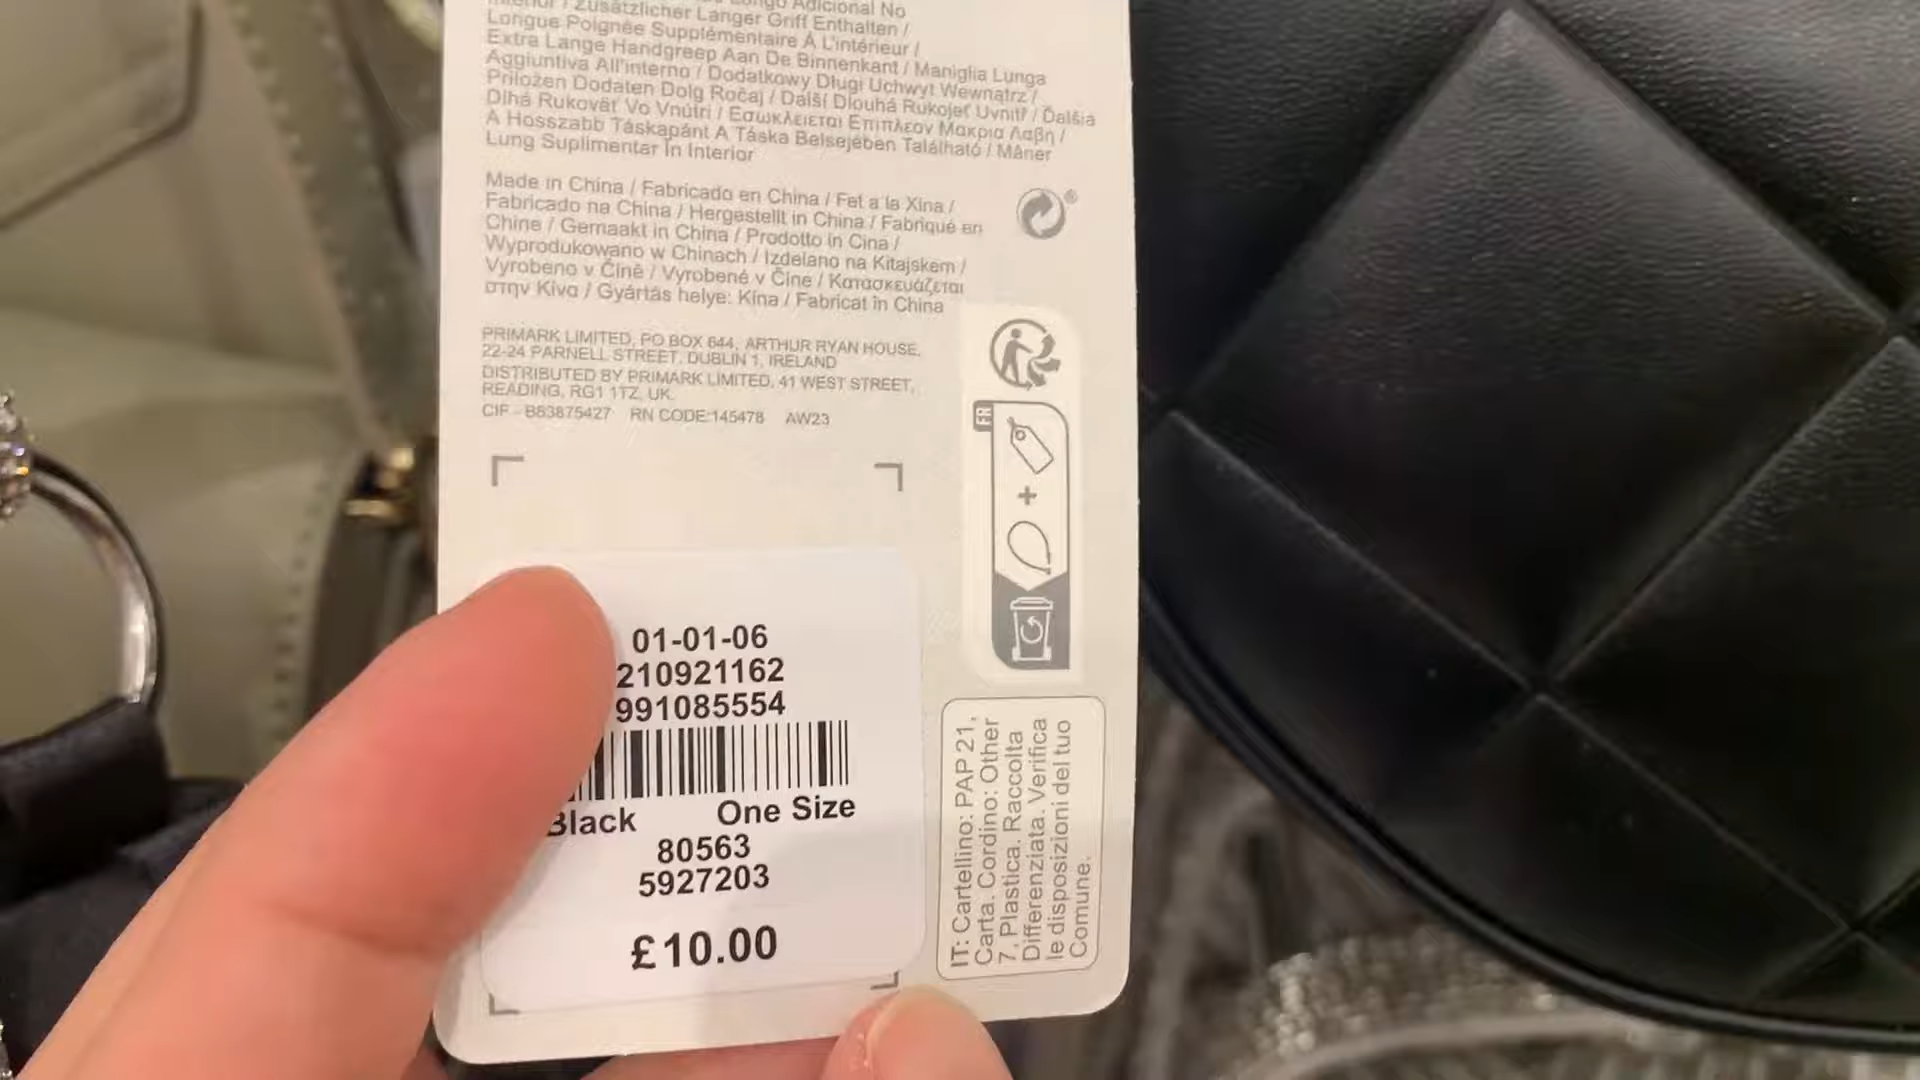 Adicional No
Interior / Zusätzlicher Langer Griff Enthalten /
Longue Poignée Supplémentaire À L'intérieur /
Extra Lange Handgreep Aan De Binnenkant / Maniglia Lunga
Aggiuntiva All'interno / Dodatkowy Długi Uchwyt Wewnątrz /
Priložen Dodaten Dolg Ročaj / Další Dlouhá Rukojeť Uvnitř / Ďalšia
Dlhá Rukoväť Vo Vnútri / Εσωκλείεται Επιπλέον Μακριά Λαβή /
A Hosszabb Táskapánt A Táska Belsejében Található / Mâner
Lung Suplimentar În Interior
Made in China / Fabricado en China / Fet a la Xina /
Fabricado na China / Hergestellt in China / Fabriqué en
Chine / Gemaakt in China / Prodotto in Cina /
Wyprodukowano w Chinach / Izdelano na Kitajskem /
Vyrobeno v Číně / Vyrobené v Číne / Κατασκευάζεται
στην Κίνα / Gyártás helye: Kína / Fabricat în China
PRIMARK LIMITED, PO BOX 644, ARTHUR RYAN HOUSE,
22-24 PARNELL STREET, DUBLIN 1, IRELAND
DISTRIBUTED BY PRIMARK LIMITED, 41 WEST STREET,
READING, RG1 1TZ, UK.
CIF - B83875427 RN CODE:145478 AW23
FR
01-01-06
210921162
991085554
Black One Size
80563
5927203
£10.00
IT: Cartellino: PAP 21,
Carta. Cordino: Other
7, Plastica. Raccolta
Differenziata. Verifica
le disposizioni del tuo
Comune.